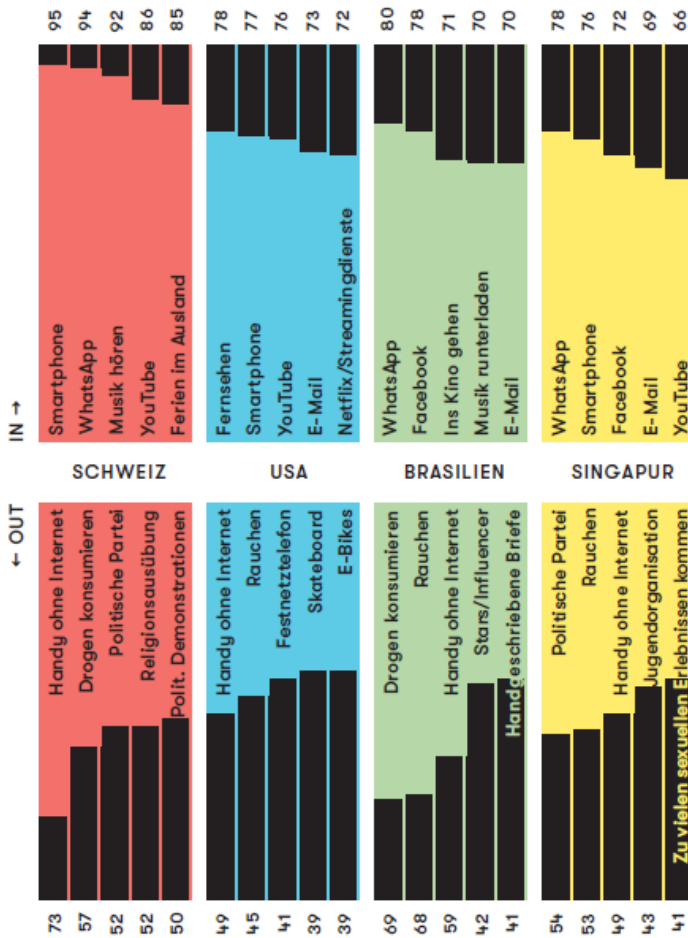 ← OUT
IN →
73
Handy ohne Internet
57
Drogen konsumieren
52
Politische Partei
52
Religionsausübung
50
Polit. Demonstrationen
SCHWEIZ
Smartphone
95
WhatsApp
94
Musik hören
92
YouTube
86
Ferien im Ausland
85
49
Handy ohne Internet
45
Rauchen
41
Festnetztelefon
39
Skateboard
39
E-Bikes
USA
Fernsehen
78
Smartphone
77
YouTube
76
E-Mail
73
Netflix/Streamingdienste
72
69
Drogen konsumieren
68
Rauchen
59
Handy ohne Internet
42
Stars/Influencer
41
Handgeschriebene Briefe
BRASILIEN
WhatsApp
80
Facebook
78
Ins Kino gehen
71
Musik runterladen
70
E-Mail
70
54
Politische Partei
53
Rauchen
49
Handy ohne Internet
43
Jugendorganisation
41
Zu vielen sexuellen Erlebnissen kommen
SINGAPUR
WhatsApp
78
Smartphone
76
Facebook
72
E-Mail
69
YouTube
66